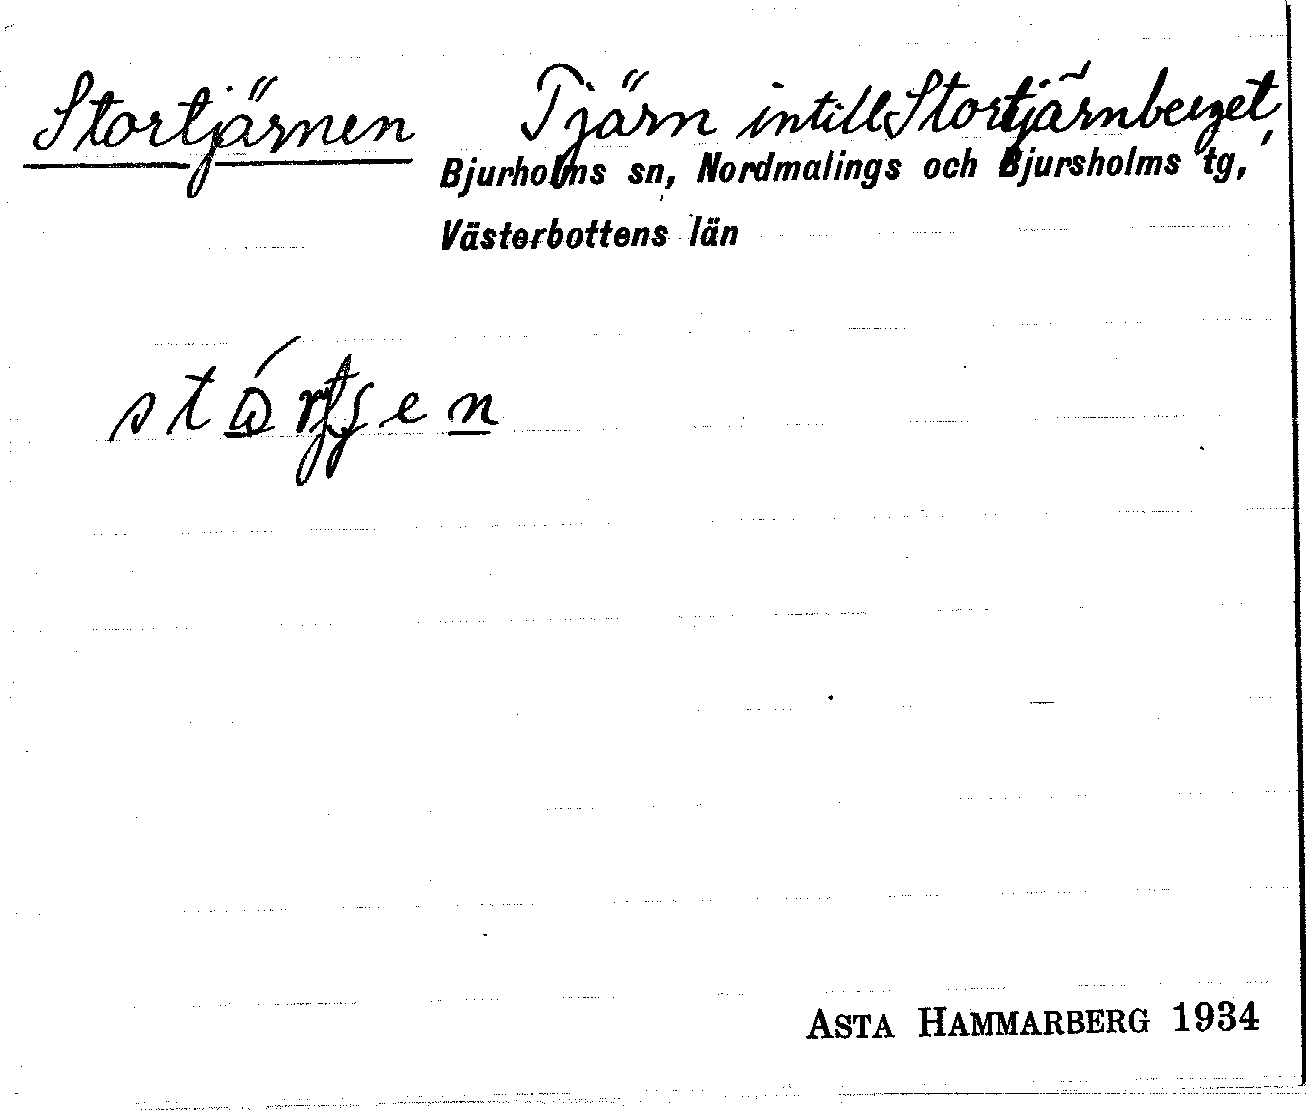 Stortjärnen Tjärn intill Stortjärnberget,
Bjurholms sn, Nordmalings och Bjursholms tg,
Västerbottens län
ASTA HAMMARBERG 1934